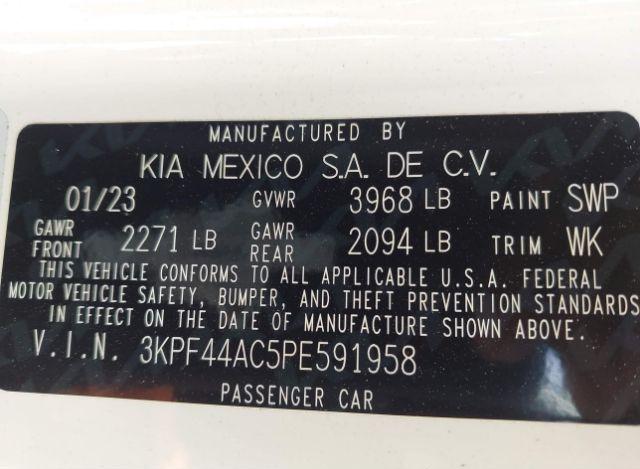 MANUFACTURED BY
KIA MEXICO S.A. DE C.V.
01/23 GVWR 3968 LB PAINT SWP
GAWR FRONT 2271 LB GAWR REAR 2094 LB TRIM WK
THIS VEHICLE CONFORMS TO ALL APPLICABLE U.S.A. FEDERAL
MOTOR VEHICLE SAFETY, BUMPER, AND THEFT PREVENTION STANDARDS
IN EFFECT ON THE DATE OF MANUFACTURE SHOWN ABOVE.
V.I.N. 3KPF44AC5PE591958
PASSENGER CAR